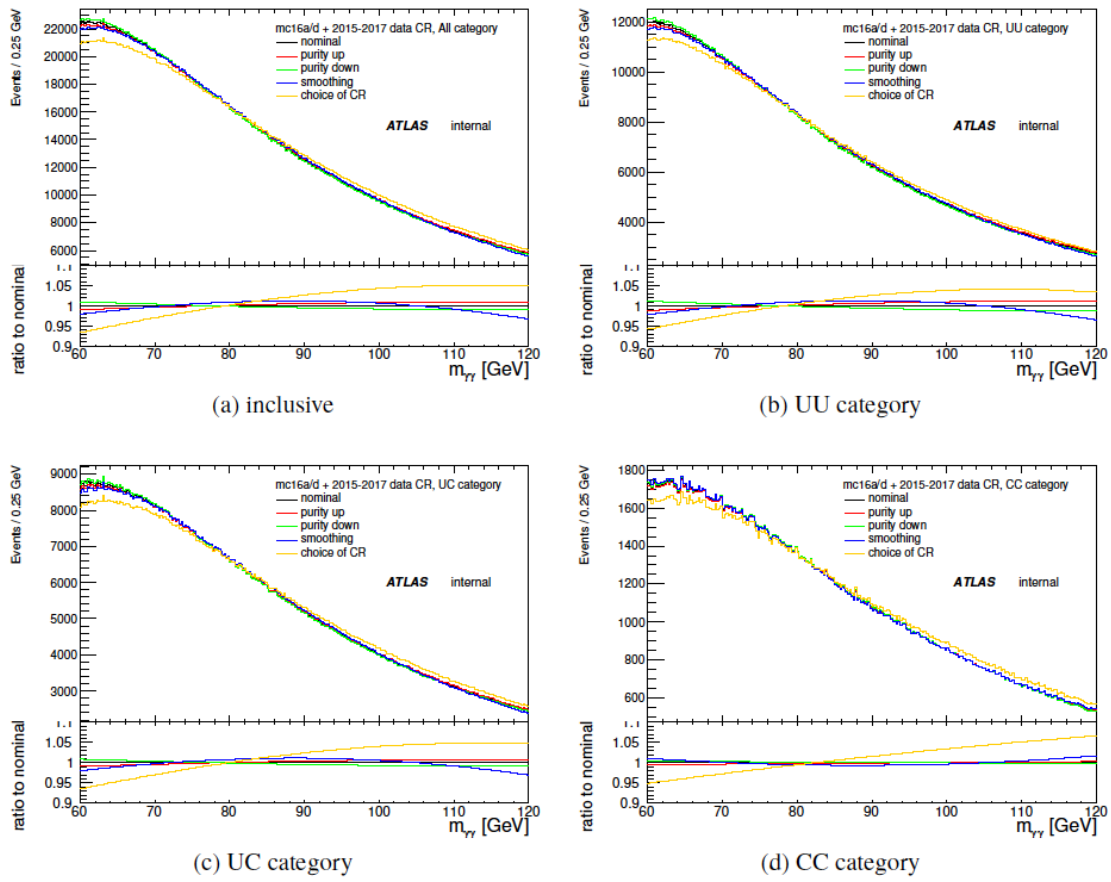 mc16a/d + 2015-2017 data CR, All category
nominal
purity up
purity down
smoothing
choice of CR
ATLAS internal
Events / 0.25 GeV
22000
20000
18000
16000
14000
12000
10000
8000
6000
ratio to nominal
1.1
1.05
1
0.95
0.9
60 70 80 90 100 110 120
mγγ [GeV]
(a) inclusive
mc16a/d + 2015-2017 data CR, UU category
nominal
purity up
purity down
smoothing
choice of CR
ATLAS internal
Events / 0.25 GeV
12000
10000
8000
6000
4000
ratio to nominal
1.1
1.05
1
0.95
0.9
60 70 80 90 100 110 120
mγγ [GeV]
(b) UU category
mc16a/d + 2015-2017 data CR, UC category
nominal
purity up
purity down
smoothing
choice of CR
ATLAS internal
Events / 0.25 GeV
9000
8000
7000
6000
5000
4000
3000
ratio to nominal
1.1
1.05
1
0.95
0.9
60 70 80 90 100 110 120
mγγ [GeV]
(c) UC category
mc16a/d + 2015-2017 data CR, CC category
nominal
purity up
purity down
smoothing
choice of CR
ATLAS internal
Events / 0.25 GeV
1800
1600
1400
1200
1000
800
600
ratio to nominal
1.1
1.05
1
0.95
0.9
60 70 80 90 100 110 120
mγγ [GeV]
(d) CC category